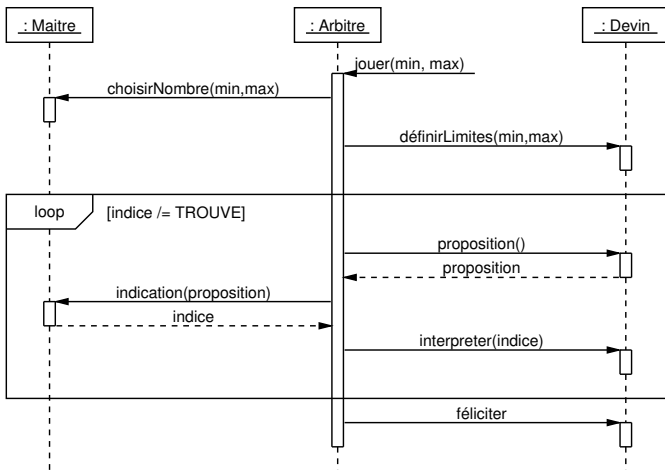 : Maitre
: Arbitre
: Devin
jouer(min, max)
choisirNombre(min,max)
définirLimites(min,max)
loop
[indice /= TROUVE]
proposition()
proposition
indication(proposition)
indice
interpreter(indice)
féliciter